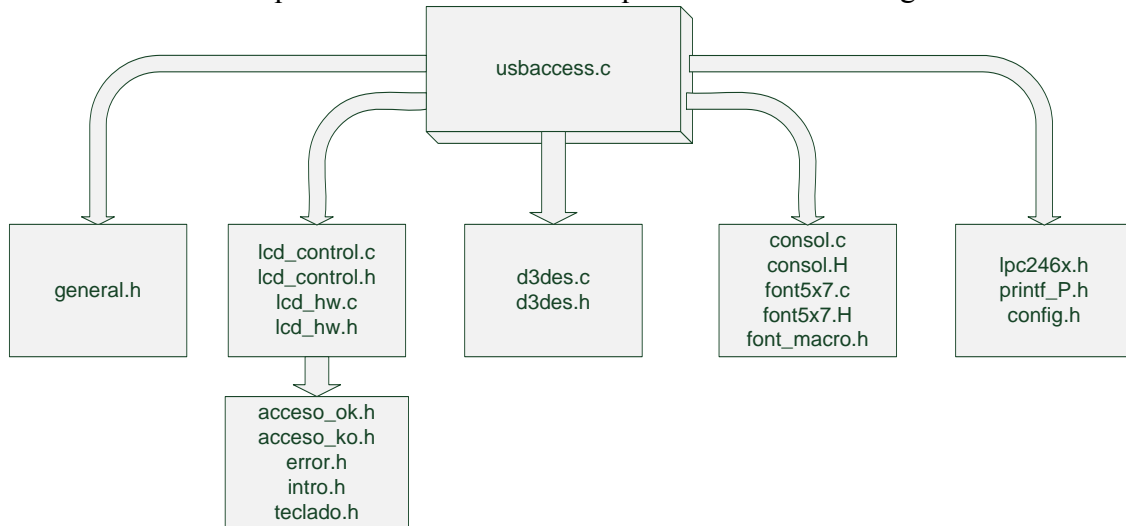 usbaccess.c
general.h
lcd_control.c
lcd_control.h
lcd_hw.c
lcd_hw.h
d3des.c
d3des.h
consol.c
consol.H
font5x7.c
font5x7.H
font_macro.h
lpc246x.h
printf_P.h
config.h
acceso_ok.h
acceso_ko.h
error.h
intro.h
teclado.h